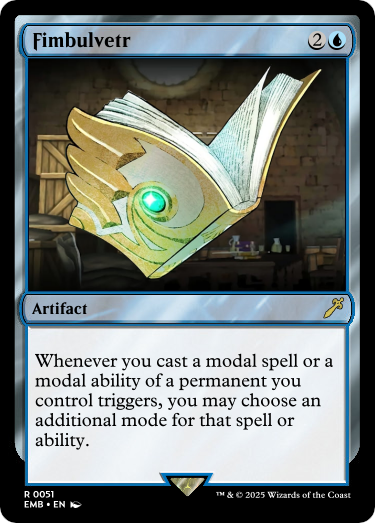 Fimbulvetr 2
Artifact
Whenever you cast a modal spell or a
modal ability of a permanent you
control triggers, you may choose an
additional mode for that spell or
ability.
R 0051
EMB • EN
™ & © 2025 Wizards of the Coast